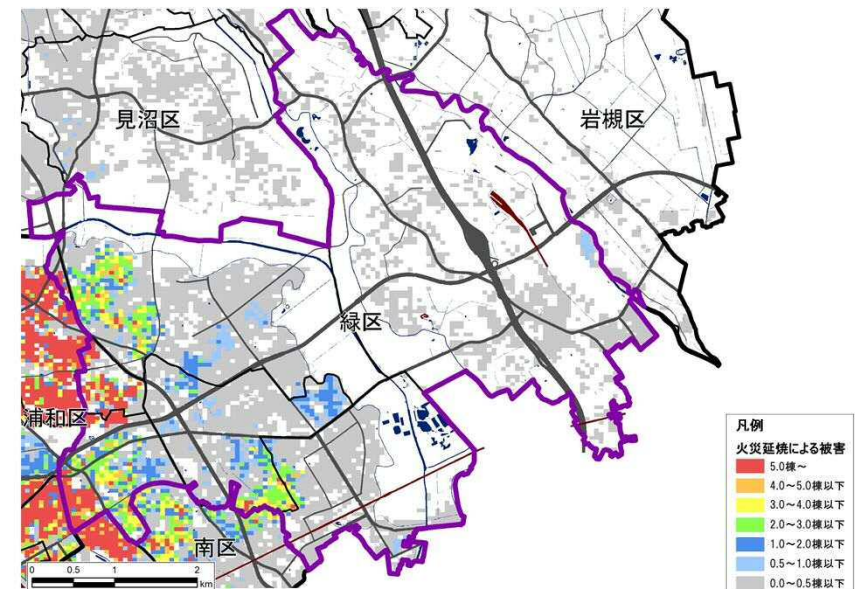 見沼区
岩槻区
緑区
浦和区
南区
凡例
火災延焼による被害
5.0棟～
4.0～5.0棟以下
3.0～4.0棟以下
2.0～3.0棟以下
1.0～2.0棟以下
0.5～1.0棟以下
0.0～0.5棟以下
0 0.5 1 2
km